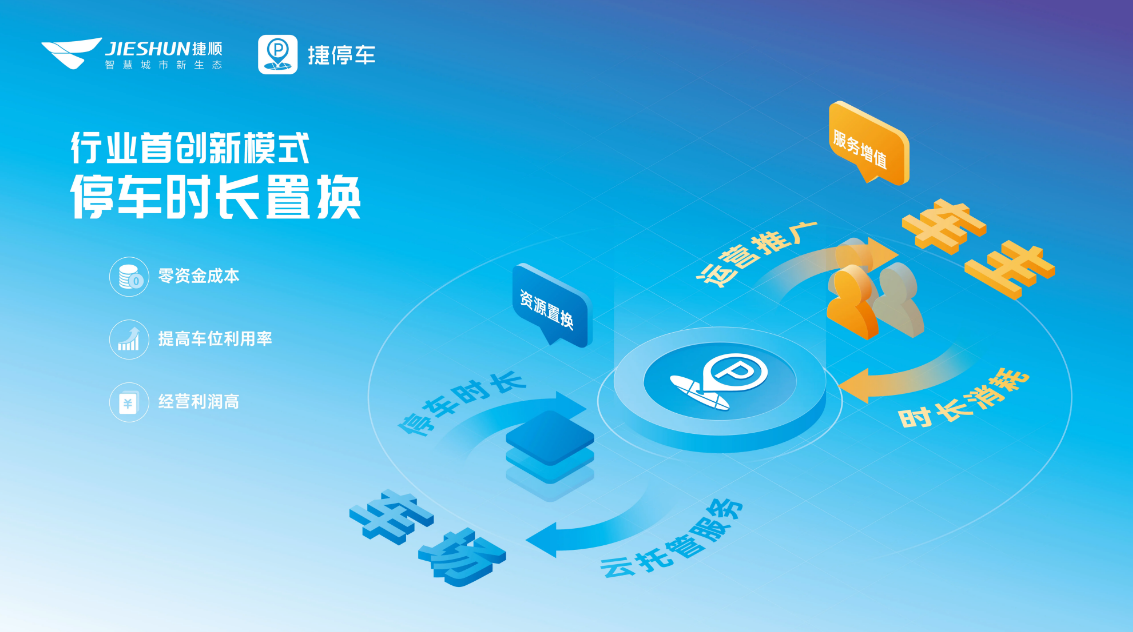 JIESHUN捷顺
智慧城市新生态
P
捷停车
行业首创新模式
停车时长置换
0
零资金成本
提高车位利用率
¥
经营利润高
服务增值
车主
运营推广
资源置换
P
时长消耗
停车时长
车场
云托管服务